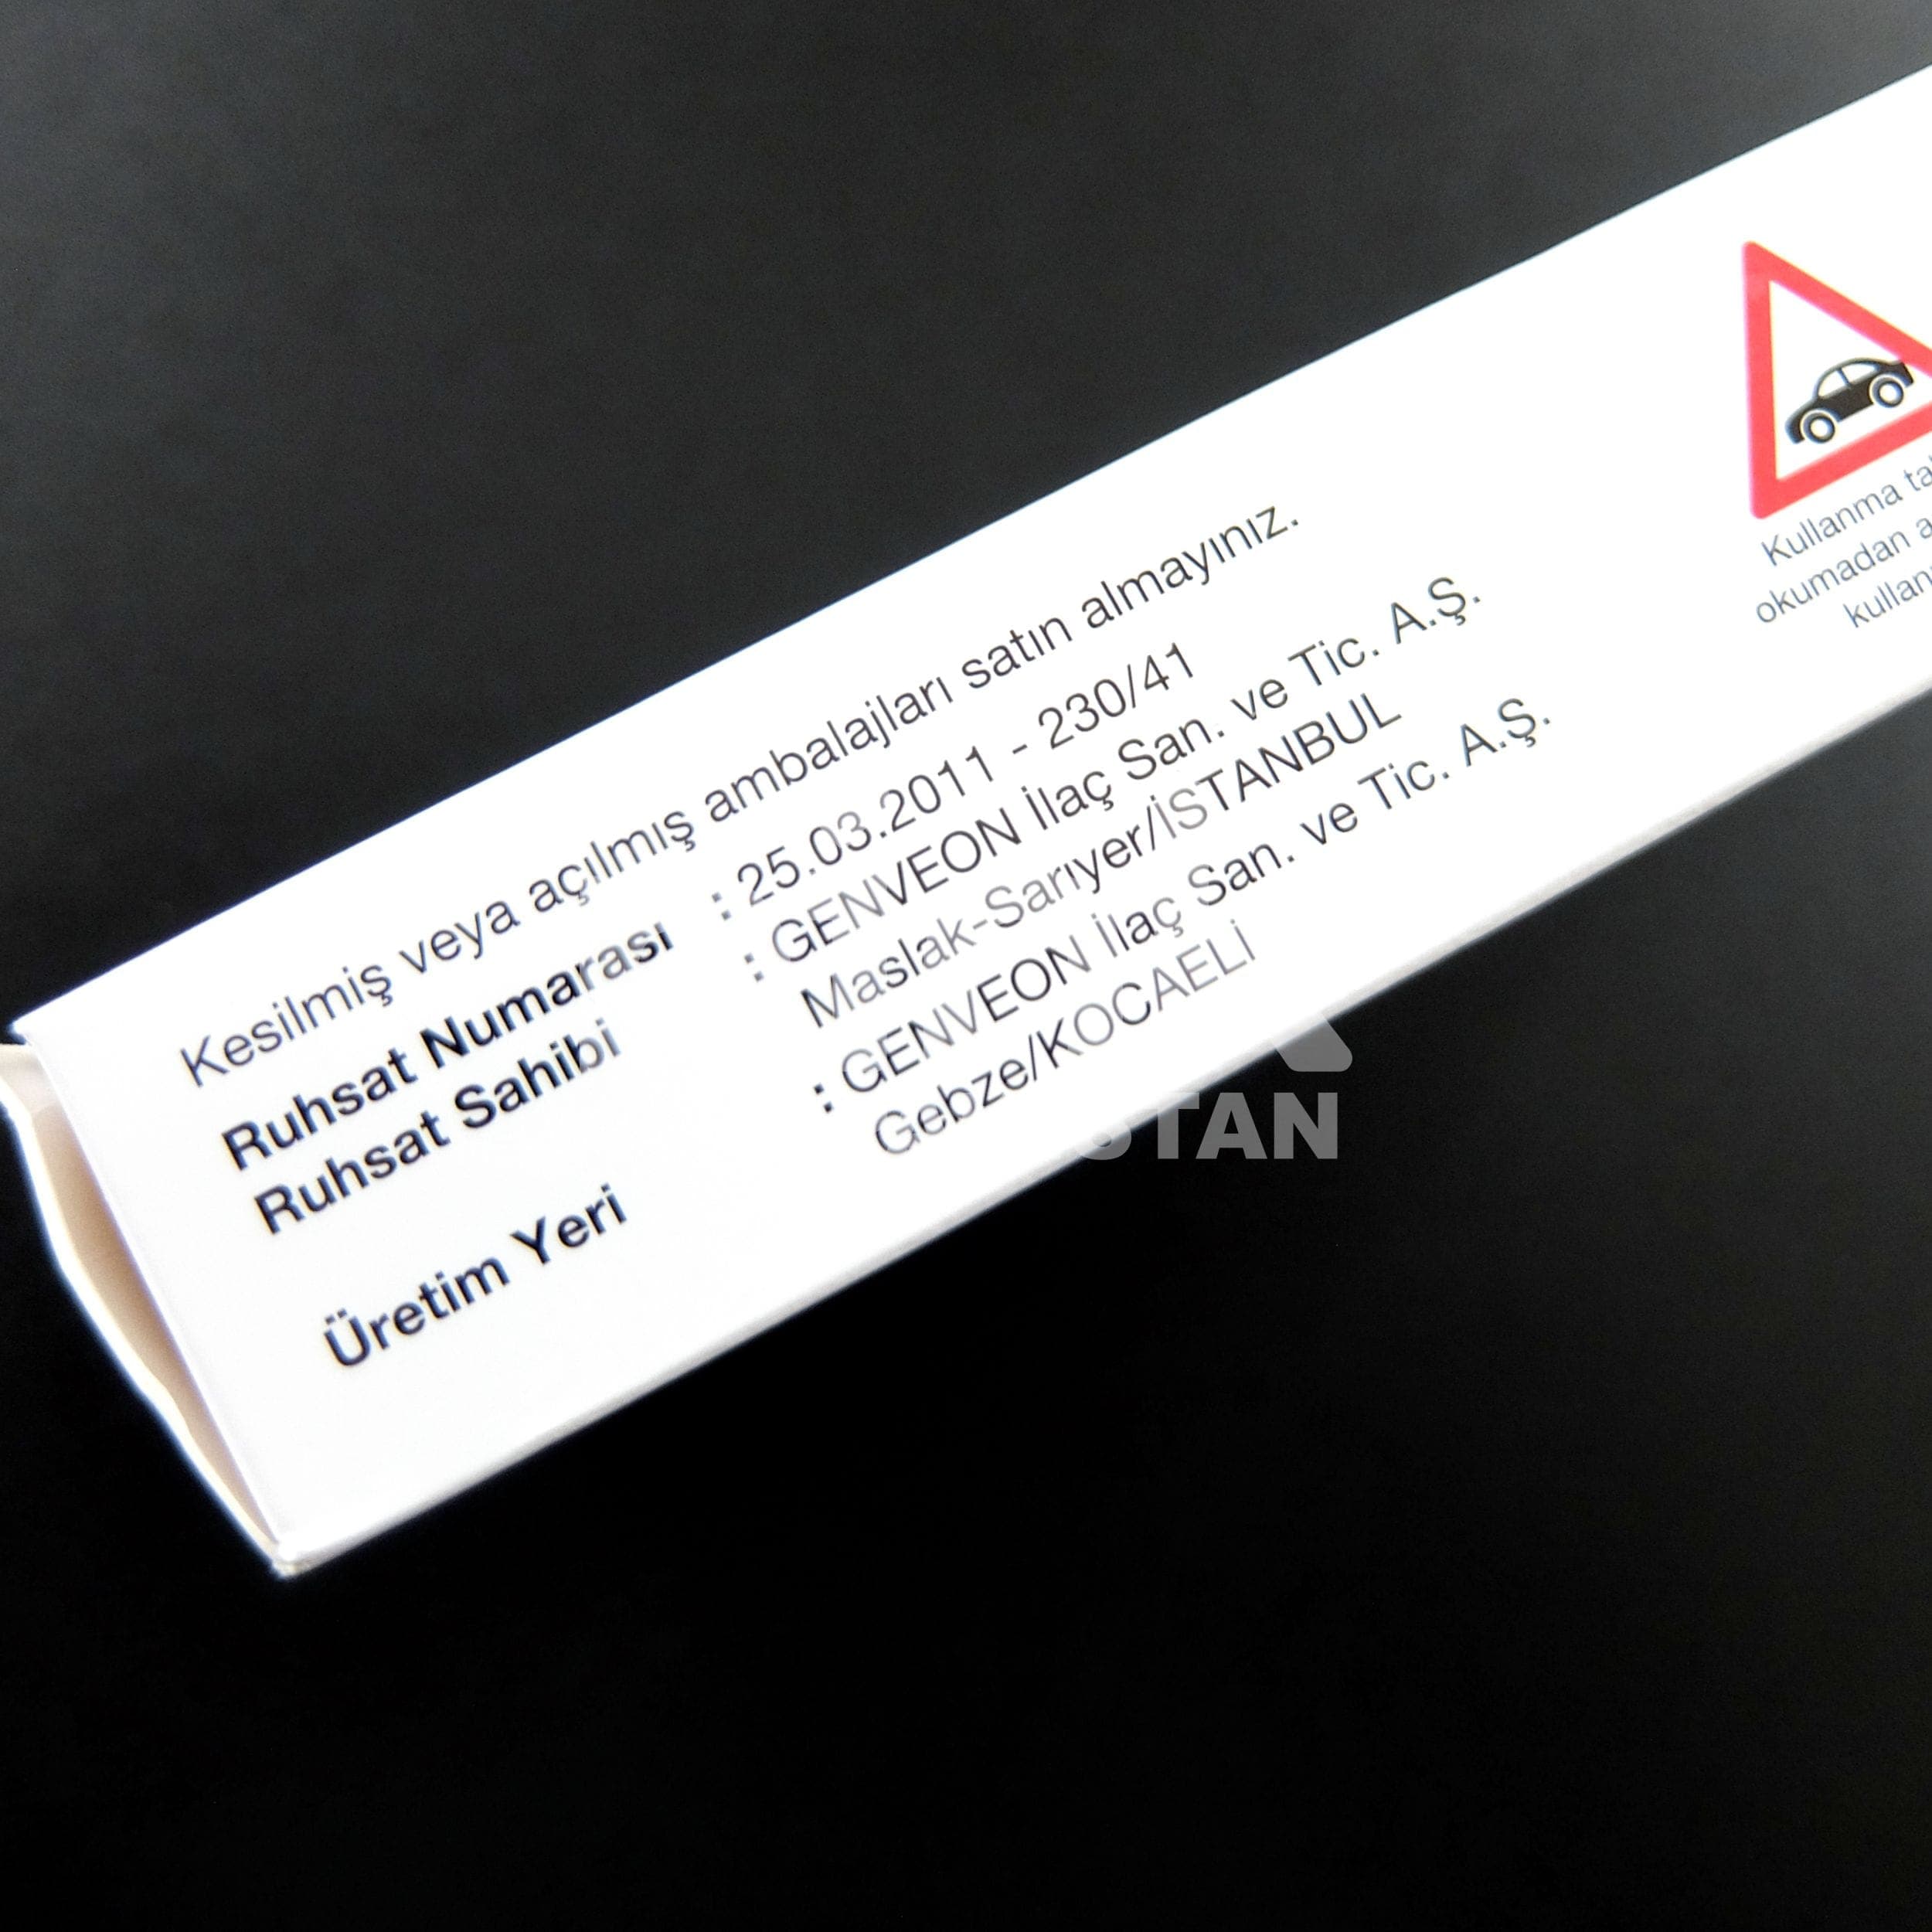 Kesilmiş veya açılmış ambalajları satın almayınız.
Ruhsat Numarası : 25.03.2011 - 230/41
Ruhsat Sahibi : GENVEON İlaç San. ve Tic. A.Ş.
Maslak-Sarıyer/İSTANBUL
Üretim Yeri : GENVEON İlaç San. ve Tic. A.Ş.
Gebze/KOCAELİ
Kullanma
okumadan
STAN